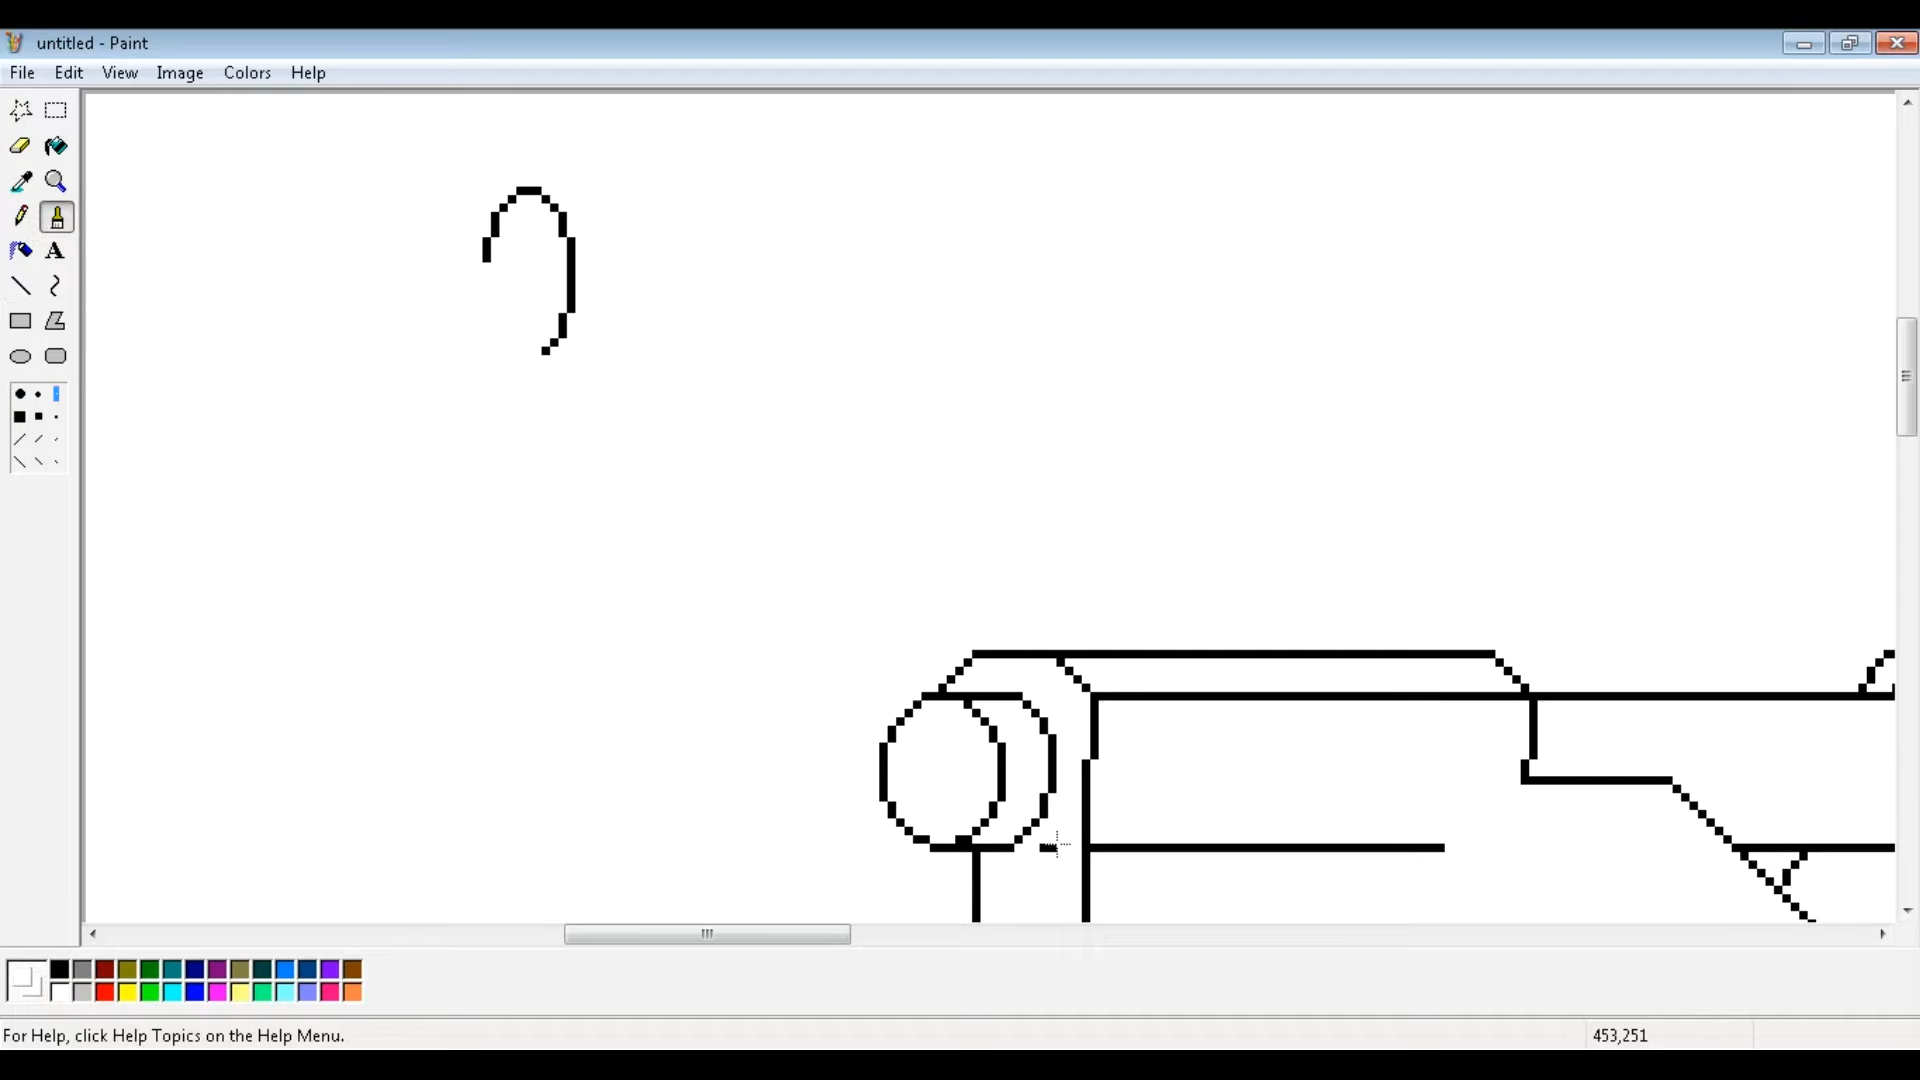 untitled - Paint
File Edit View Image Colors Help
A
For Help, click Help Topics on the Help Menu.
453,251